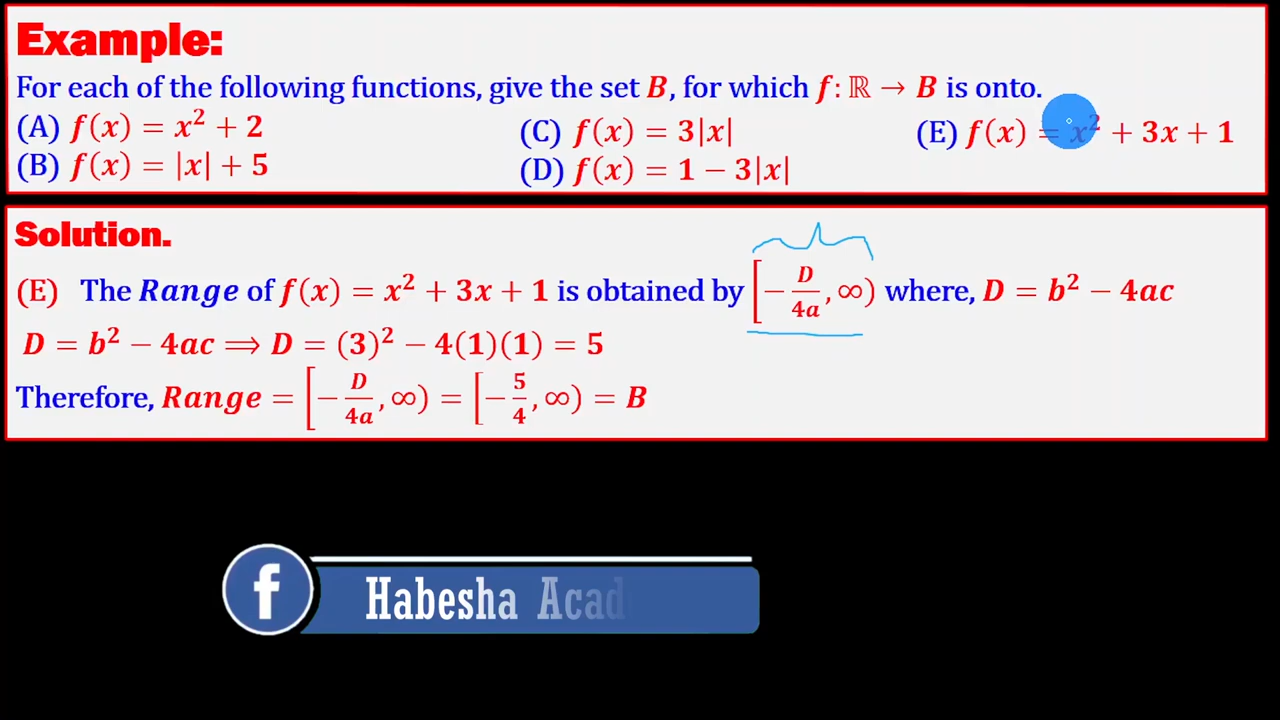 Example:
For each of the following functions, give the set B, for which f: ℝ → B is onto.
(A) f(x) = x² + 2
(B) f(x) = |x| + 5
(C) f(x) = 3|x|
(D) f(x) = 1 − 3|x|
(E) f(x) = x² + 3x + 1
Solution.
(E) The Range of f(x) = x² + 3x + 1 is obtained by [−D/4a, ∞) where, D = b² − 4ac
D = b² − 4ac ⟹ D = (3)² − 4(1)(1) = 5
Therefore, Range = [−D/4a, ∞) = [−5/4, ∞) = B
f Habesha Acad